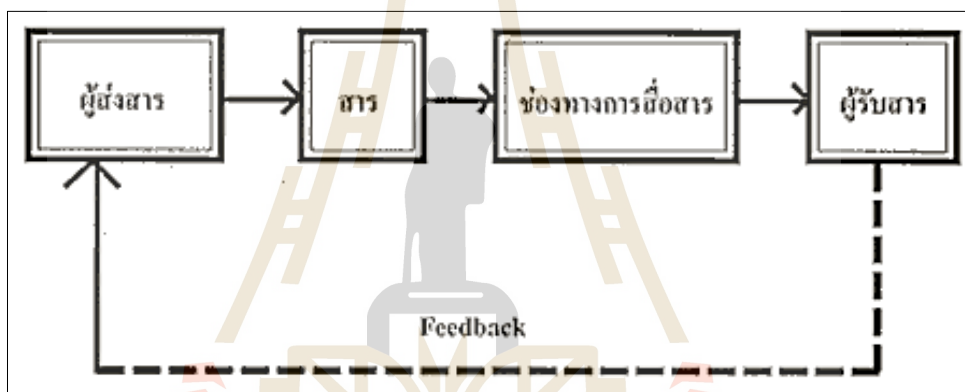 ผู้ส่งสาร
สาร
ช่องทางการสื่อสาร
ผู้รับสาร
Feedback